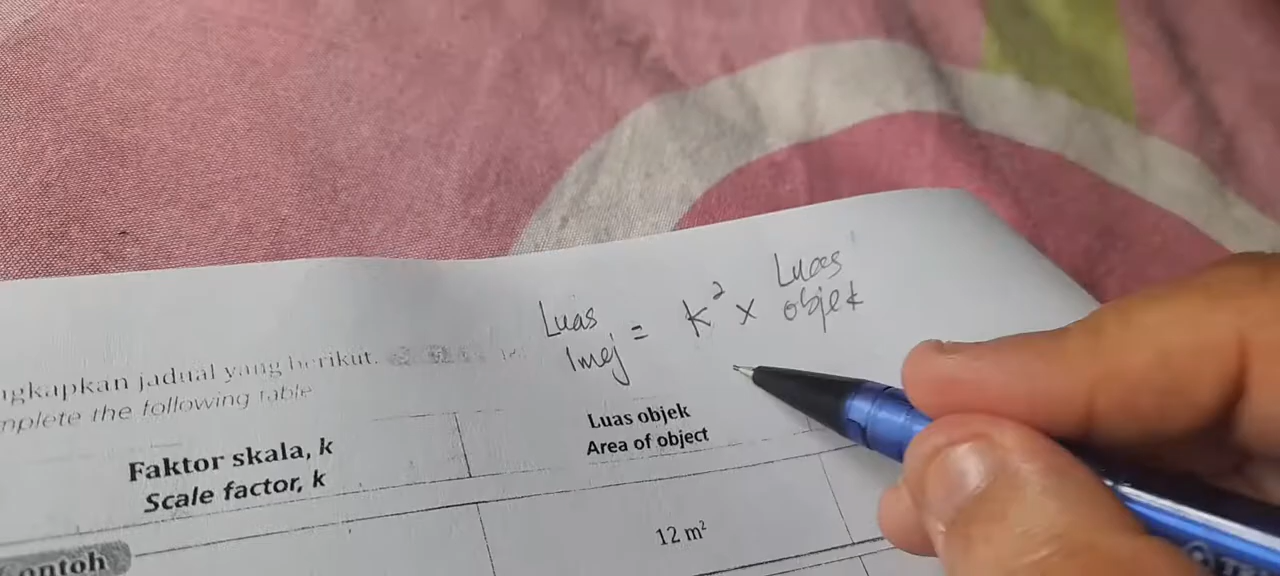 Luas Imej = k² x Luas objek
ngkapkan jadual yang berikut.
mplete the following table
Faktor skala, k
Scale factor, k
Luas objek
Area of object
ontoh
12 m²